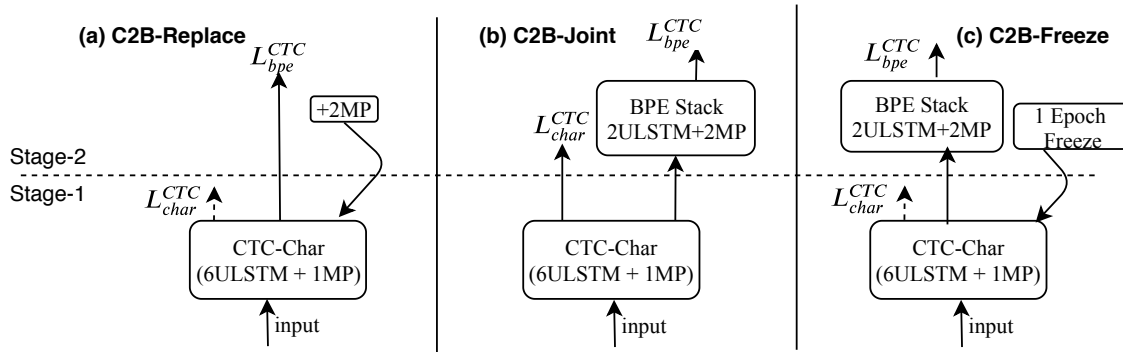 (a) C2B-Replace
L_{bpe}^{CTC}
+2MP
Stage-2
Stage-1
L_{char}^{CTC}
CTC-Char
(6ULSTM + 1MP)
input
(b) C2B-Joint
L_{bpe}^{CTC}
BPE Stack
2ULSTM+2MP
L_{char}^{CTC}
CTC-Char
(6ULSTM + 1MP)
input
(c) C2B-Freeze
L_{bpe}^{CTC}
BPE Stack
2ULSTM+2MP
1 Epoch
Freeze
L_{char}^{CTC}
CTC-Char
(6ULSTM + 1MP)
input